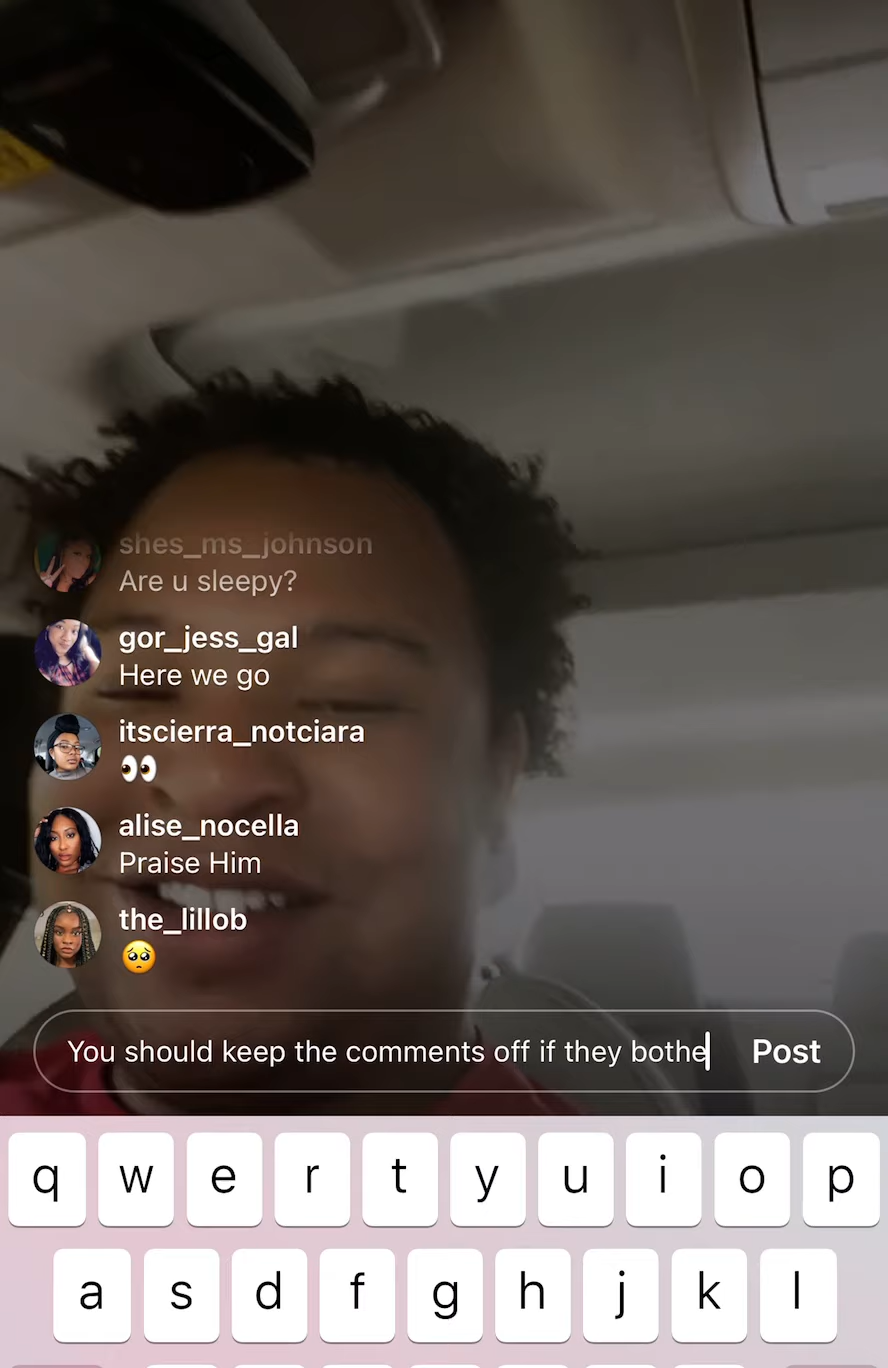 shes_ms_johnson
Are u sleepy?
gor_jess_gal
Here we go
itscierra_notciara
👀
alise_nocella
Praise Him
the_lillob
🥺
You should keep the comments off if they bothe Post
q w e r t y u i o p
a s d f g h j k l